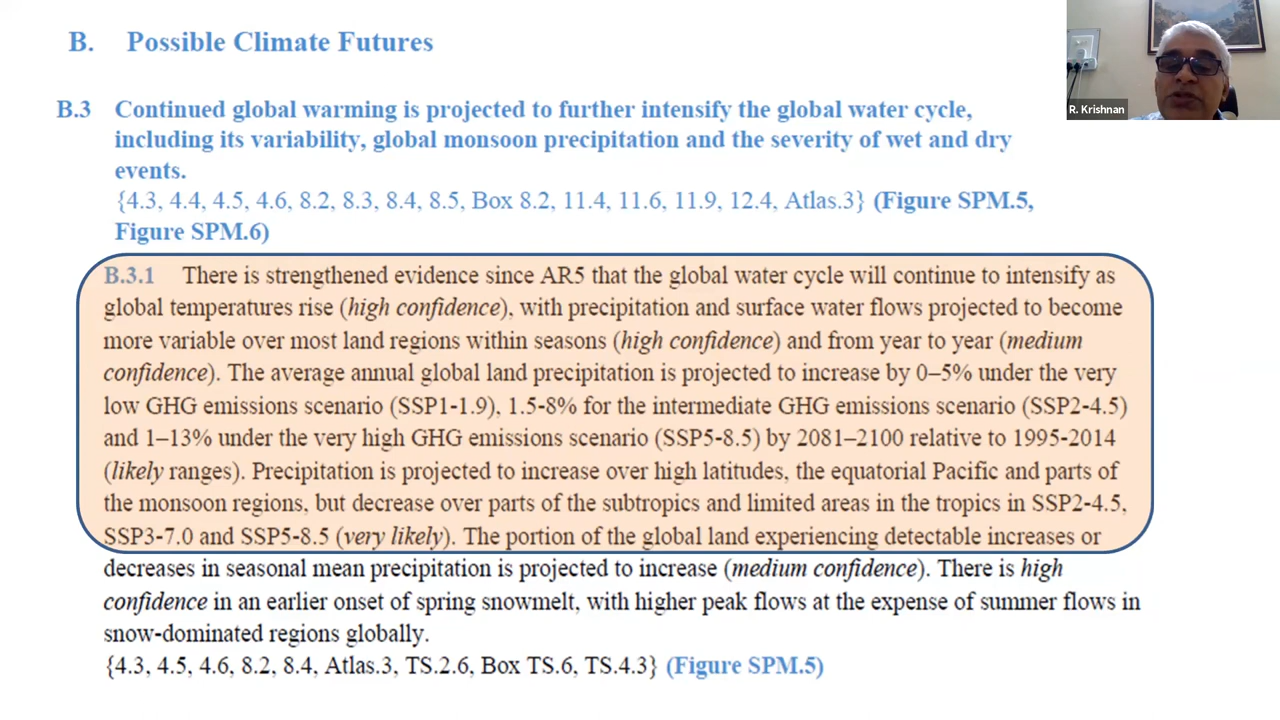 B. Possible Climate Futures
R. Krishnan
B.3 Continued global warming is projected to further intensify the global water cycle,
including its variability, global monsoon precipitation and the severity of wet and dry
events.
{4.3, 4.4, 4.5, 4.6, 8.2, 8.3, 8.4, 8.5, Box 8.2, 11.4, 11.6, 11.9, 12.4, Atlas.3} (Figure SPM.5,
Figure SPM.6)
B.3.1 There is strengthened evidence since AR5 that the global water cycle will continue to intensify as
global temperatures rise (high confidence), with precipitation and surface water flows projected to become
more variable over most land regions within seasons (high confidence) and from year to year (medium
confidence). The average annual global land precipitation is projected to increase by 0–5% under the very
low GHG emissions scenario (SSP1-1.9), 1.5-8% for the intermediate GHG emissions scenario (SSP2-4.5)
and 1–13% under the very high GHG emissions scenario (SSP5-8.5) by 2081–2100 relative to 1995-2014
(likely ranges). Precipitation is projected to increase over high latitudes, the equatorial Pacific and parts of
the monsoon regions, but decrease over parts of the subtropics and limited areas in the tropics in SSP2-4.5,
SSP3-7.0 and SSP5-8.5 (very likely). The portion of the global land experiencing detectable increases or
decreases in seasonal mean precipitation is projected to increase (medium confidence). There is high
confidence in an earlier onset of spring snowmelt, with higher peak flows at the expense of summer flows in
snow-dominated regions globally.
{4.3, 4.5, 4.6, 8.2, 8.4, Atlas.3, TS.2.6, Box TS.6, TS.4.3} (Figure SPM.5)